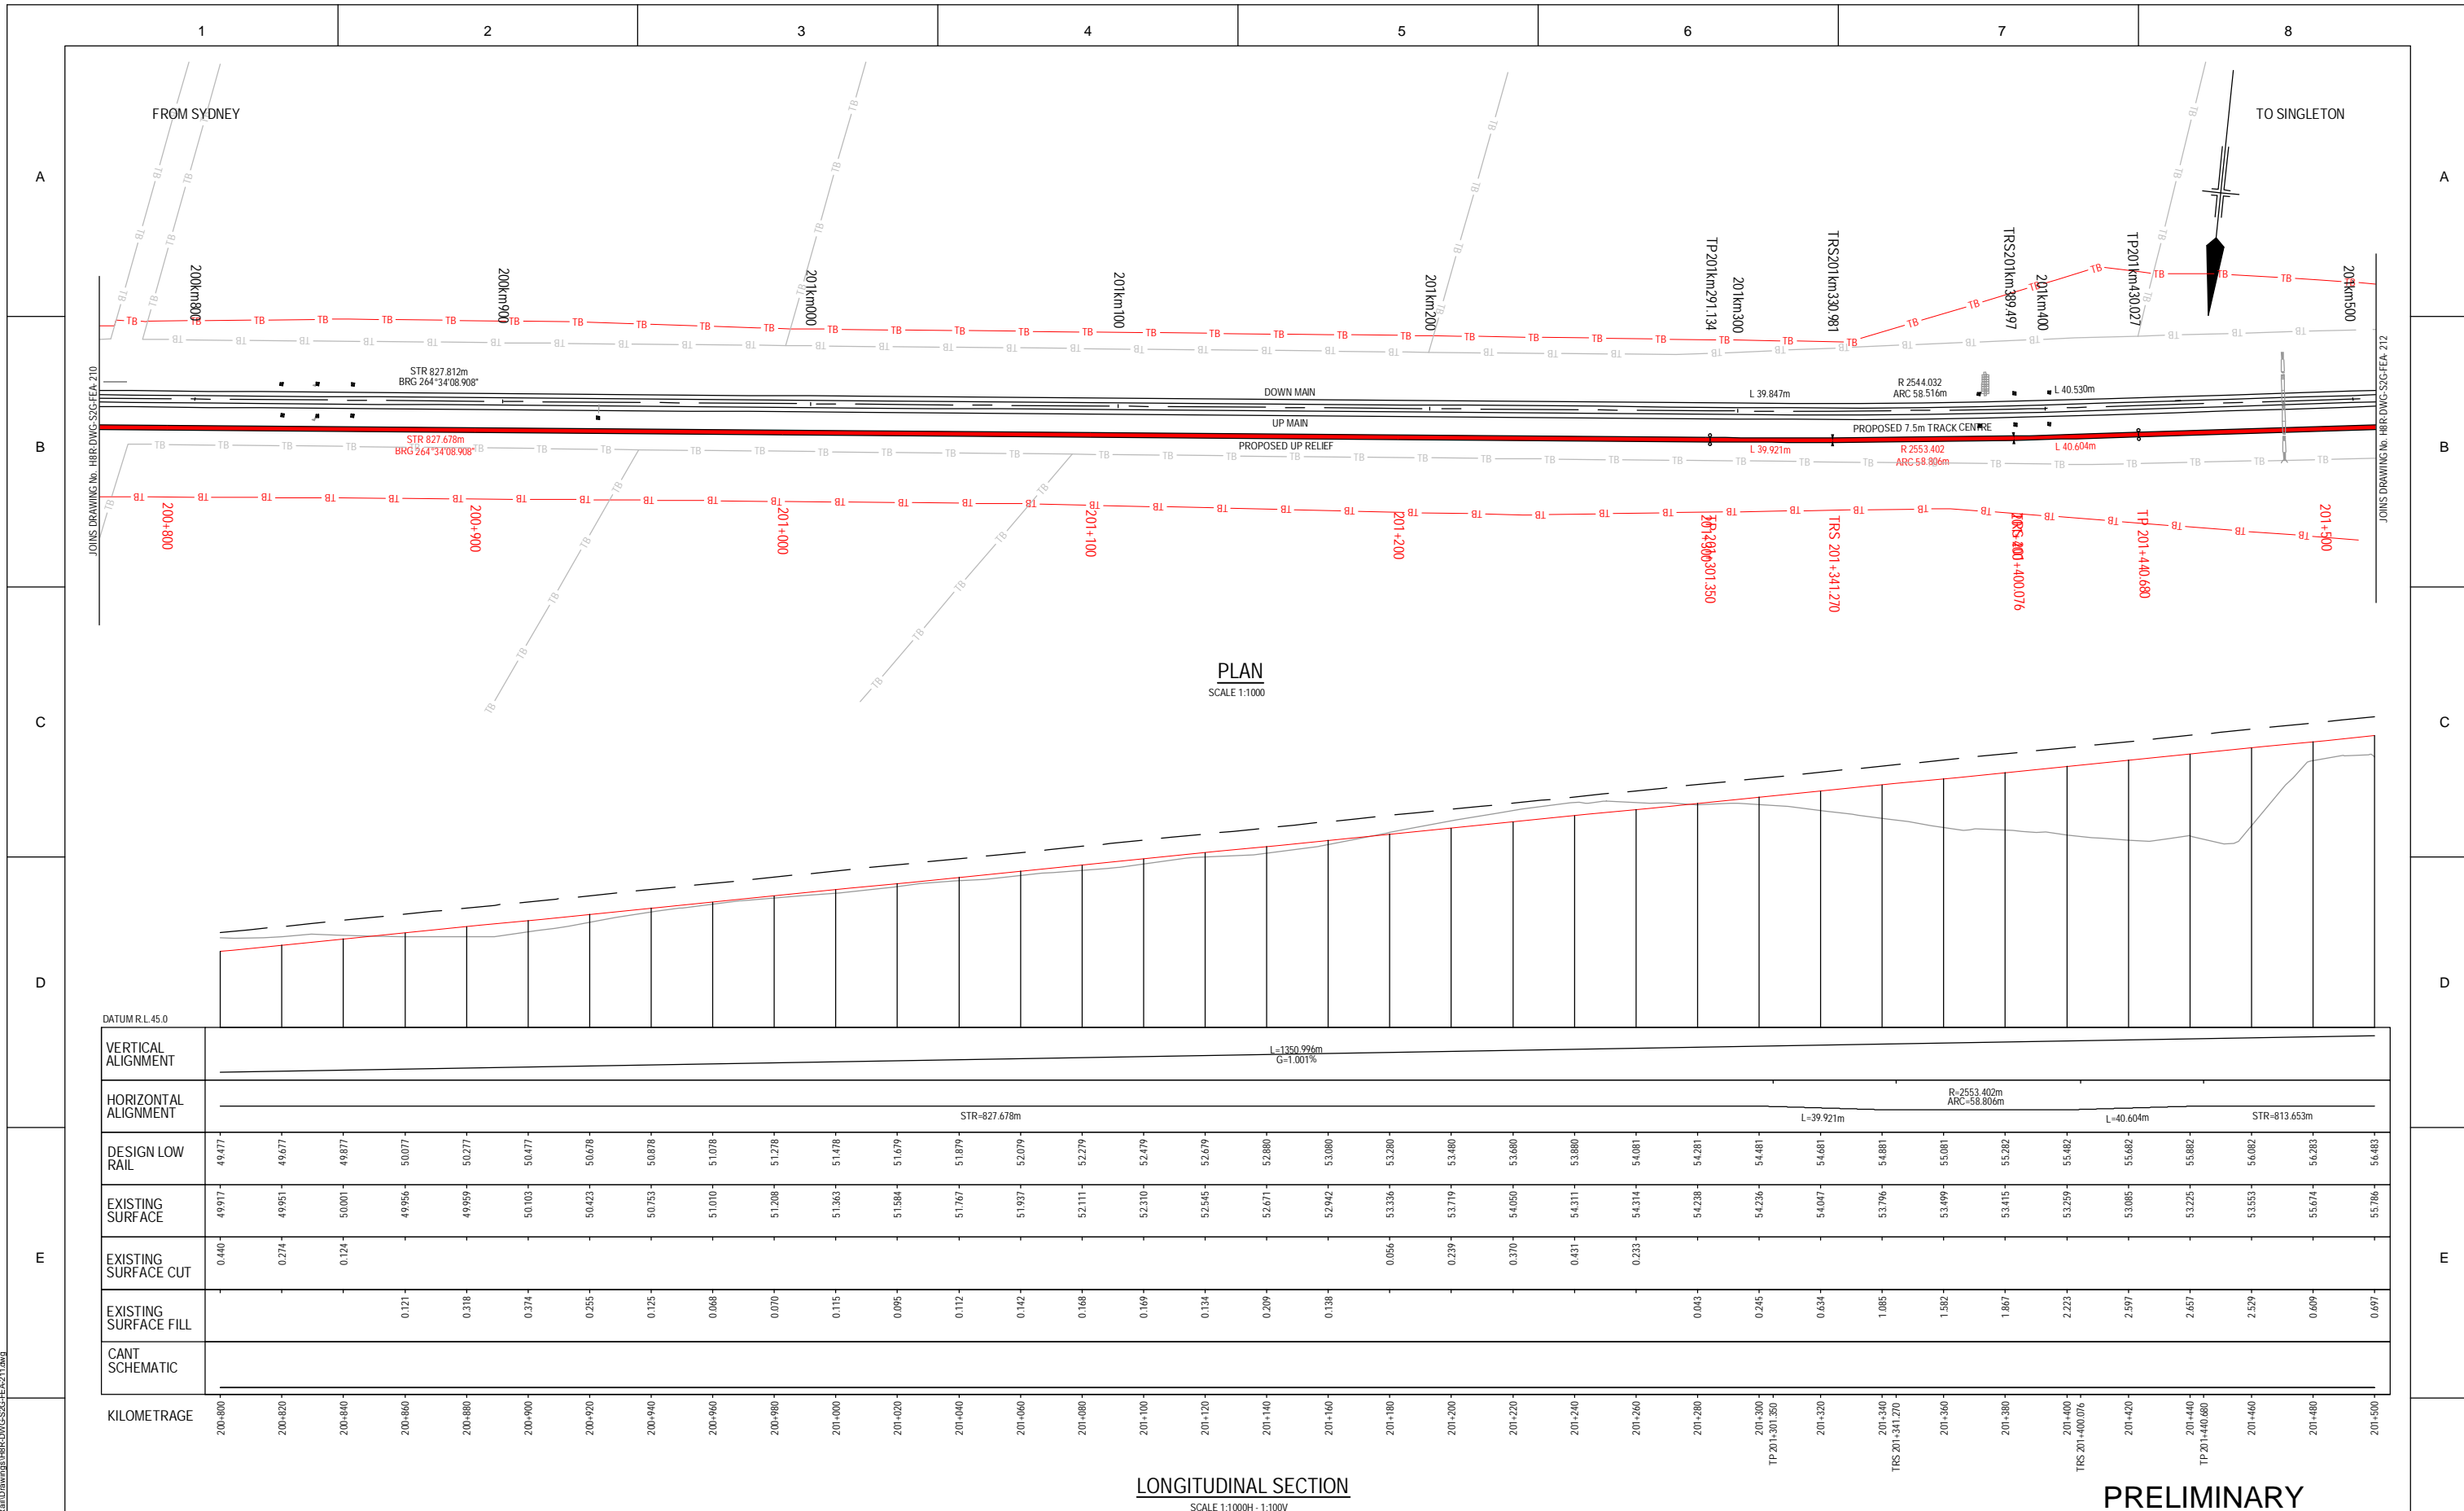 1 2 3 4 5 6 7 8
FROM SYDNEY
TO SINGLETON
A
A
B
B
C
C
D
D
E
E
200km800
200km900
201km000
201km100
201km200
TP201km291.134
201km300
TRS201km330.981
TRS201km389.497
201km400
TP201km430.027
201km500
JOINS DRAWING No. H8R-DWG-S2G-FEA-210
JOINS DRAWING No. H8R-DWG-S2G-FEA-212
STR 827.812m
BRG 264°34'08.908"
DOWN MAIN
L 39.847m
R 2544.032
ARC 58.516m
L 40.530m
UP MAIN
PROPOSED 7.5m TRACK CENTRE
STR 827.678m
BRG 264°34'08.908"
PROPOSED UP RELIEF
L 39.921m
R 2553.402
ARC 58.806m
L 40.604m
200+800
200+900
201+000
201+100
201+200
201+300
TP 201+301.350
TRS 201+341.270
201+400
TRS 201+400.076
TP 201+440.680
201+500
PLAN
SCALE 1:1000
DATUM R.L.45.0
VERTICAL
ALIGNMENT
L=1350.996m
G=1.001%
HORIZONTAL
ALIGNMENT
STR=827.678m
L=39.921m
R=2553.402m
ARC=58.806m
L=40.604m
STR=813.653m
DESIGN LOW
RAIL
49.477 49.677 49.877 50.077 50.277 50.477 50.678 50.878 51.078 51.278 51.478 51.679 51.879 52.079 52.279 52.479 52.679 52.880 53.080 53.280 53.480 53.680 53.880 54.081 54.281 54.481 54.681 54.881 55.081 55.282 55.482 55.682 55.882 56.082 56.283 56.483
EXISTING
SURFACE
49.917 49.951 50.001 49.956 49.959 50.103 50.423 50.753 51.010 51.208 51.363 51.584 51.767 51.937 52.111 52.310 52.545 52.671 52.942 53.336 53.719 54.050 54.311 54.314 54.238 54.236 54.047 53.796 53.499 53.415 53.259 53.085 53.225 53.553 55.674 55.786
EXISTING
SURFACE CUT
0.440 0.274 0.124 0.056 0.239 0.370 0.431 0.233
EXISTING
SURFACE FILL
0.121 0.318 0.374 0.255 0.125 0.068 0.070 0.115 0.095 0.112 0.142 0.168 0.169 0.134 0.209 0.138 0.043 0.245 0.634 1.085 1.582 1.867 2.223 2.597 2.657 2.529 0.609 0.697
CANT
SCHEMATIC
KILOMETRAGE
200+800 200+820 200+840 200+860 200+880 200+900 200+920 200+940 200+960 200+980 201+000 201+020 201+040 201+060 201+080 201+100 201+120 201+140 201+160 201+180 201+200 201+220 201+240 201+260 201+280 201+300 TP 201+301.350 201+320 201+340 TRS 201+341.270 201+360 201+380 201+400 TRS 201+400.076 201+420 201+440 TP 201+440.680 201+460 201+480 201+500
LONGITUDINAL SECTION
SCALE 1:1000H - 1:100V
PRELIMINARY